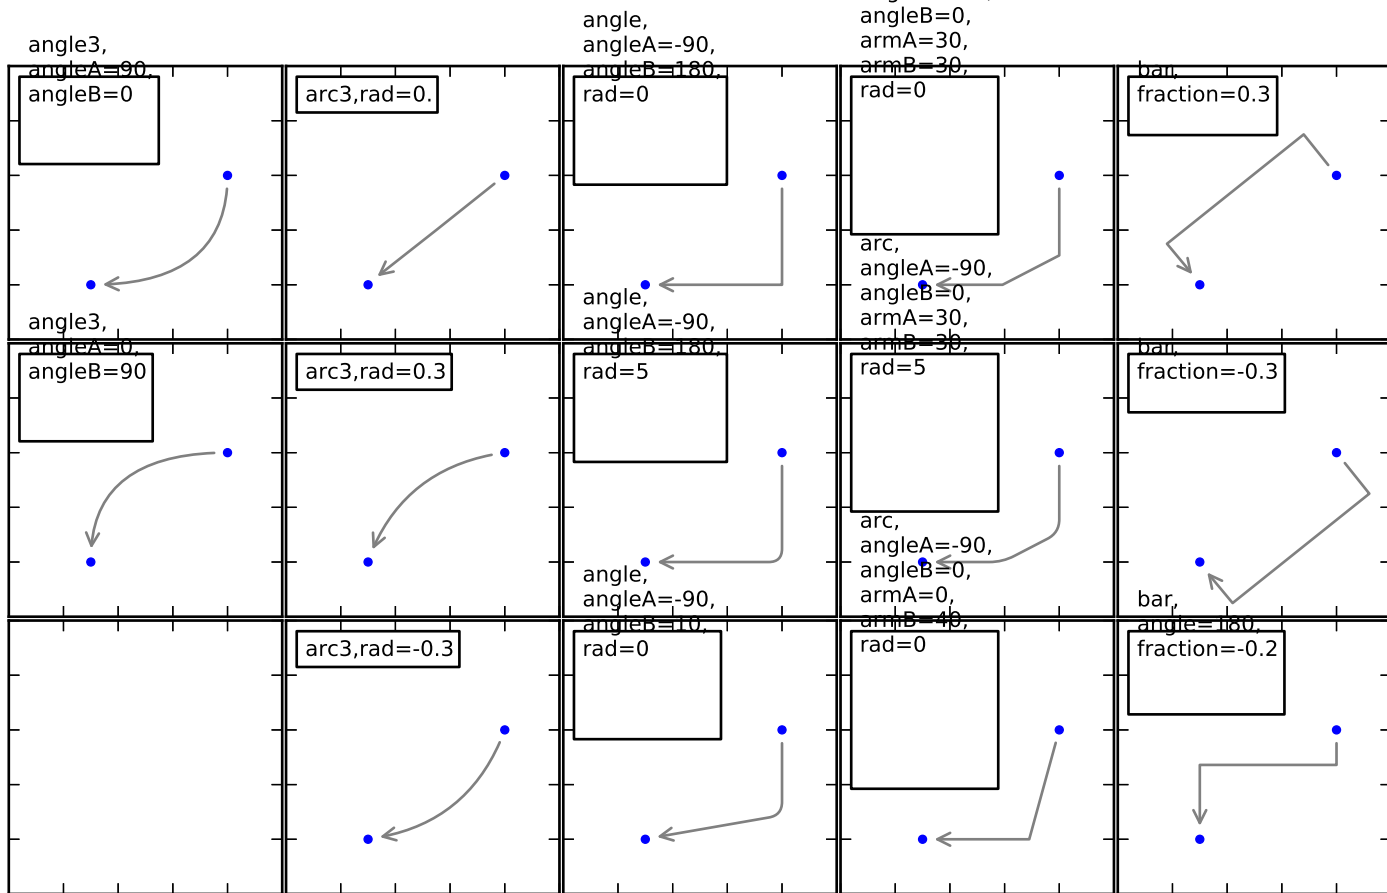 angle3,
angleA=90,
angleB=0
arc3,rad=0.
angle,
angleA=-90,
angleB=180,
rad=0
angleB=0,
armA=30,
armB=30,
rad=0
bar,
fraction=0.3
angle3,
angleA=0,
angleB=90
arc3,rad=0.3
angle,
angleA=-90,
angleB=180,
rad=5
arc,
angleA=-90,
angleB=0,
armA=30,
armB=30,
rad=5
bar,
fraction=-0.3
arc3,rad=-0.3
angle,
angleA=-90,
angleB=10,
rad=0
arc,
angleA=-90,
angleB=0,
armA=0,
armB=40,
rad=0
bar,
angle=180,
fraction=-0.2